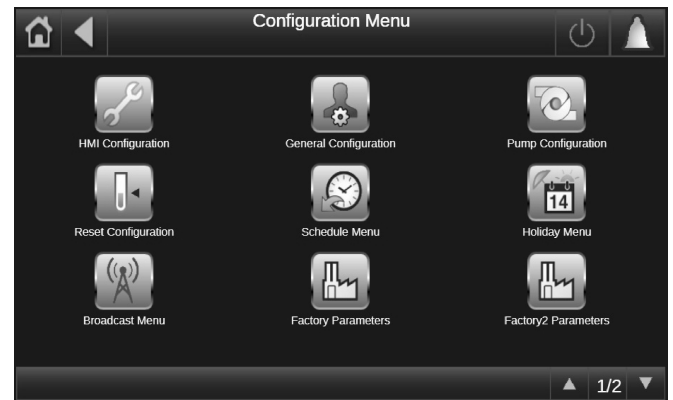 Configuration Menu
HMI Configuration
General Configuration
Pump Configuration
Reset Configuration
Schedule Menu
14
Holiday Menu
Broadcast Menu
Factory Parameters
Factory2 Parameters
1/2